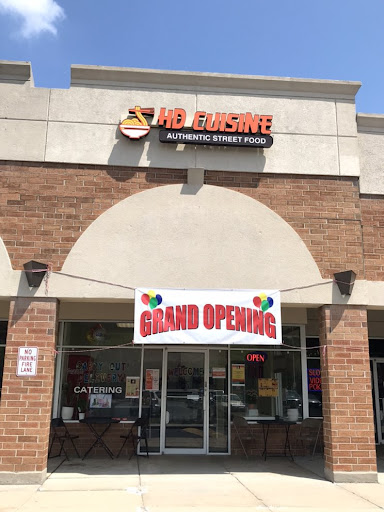 HD CUISINE
AUTHENTIC STREET FOOD
GRAND OPENING
OPEN
NO
PARKING
FIRE
LANE
CATERING